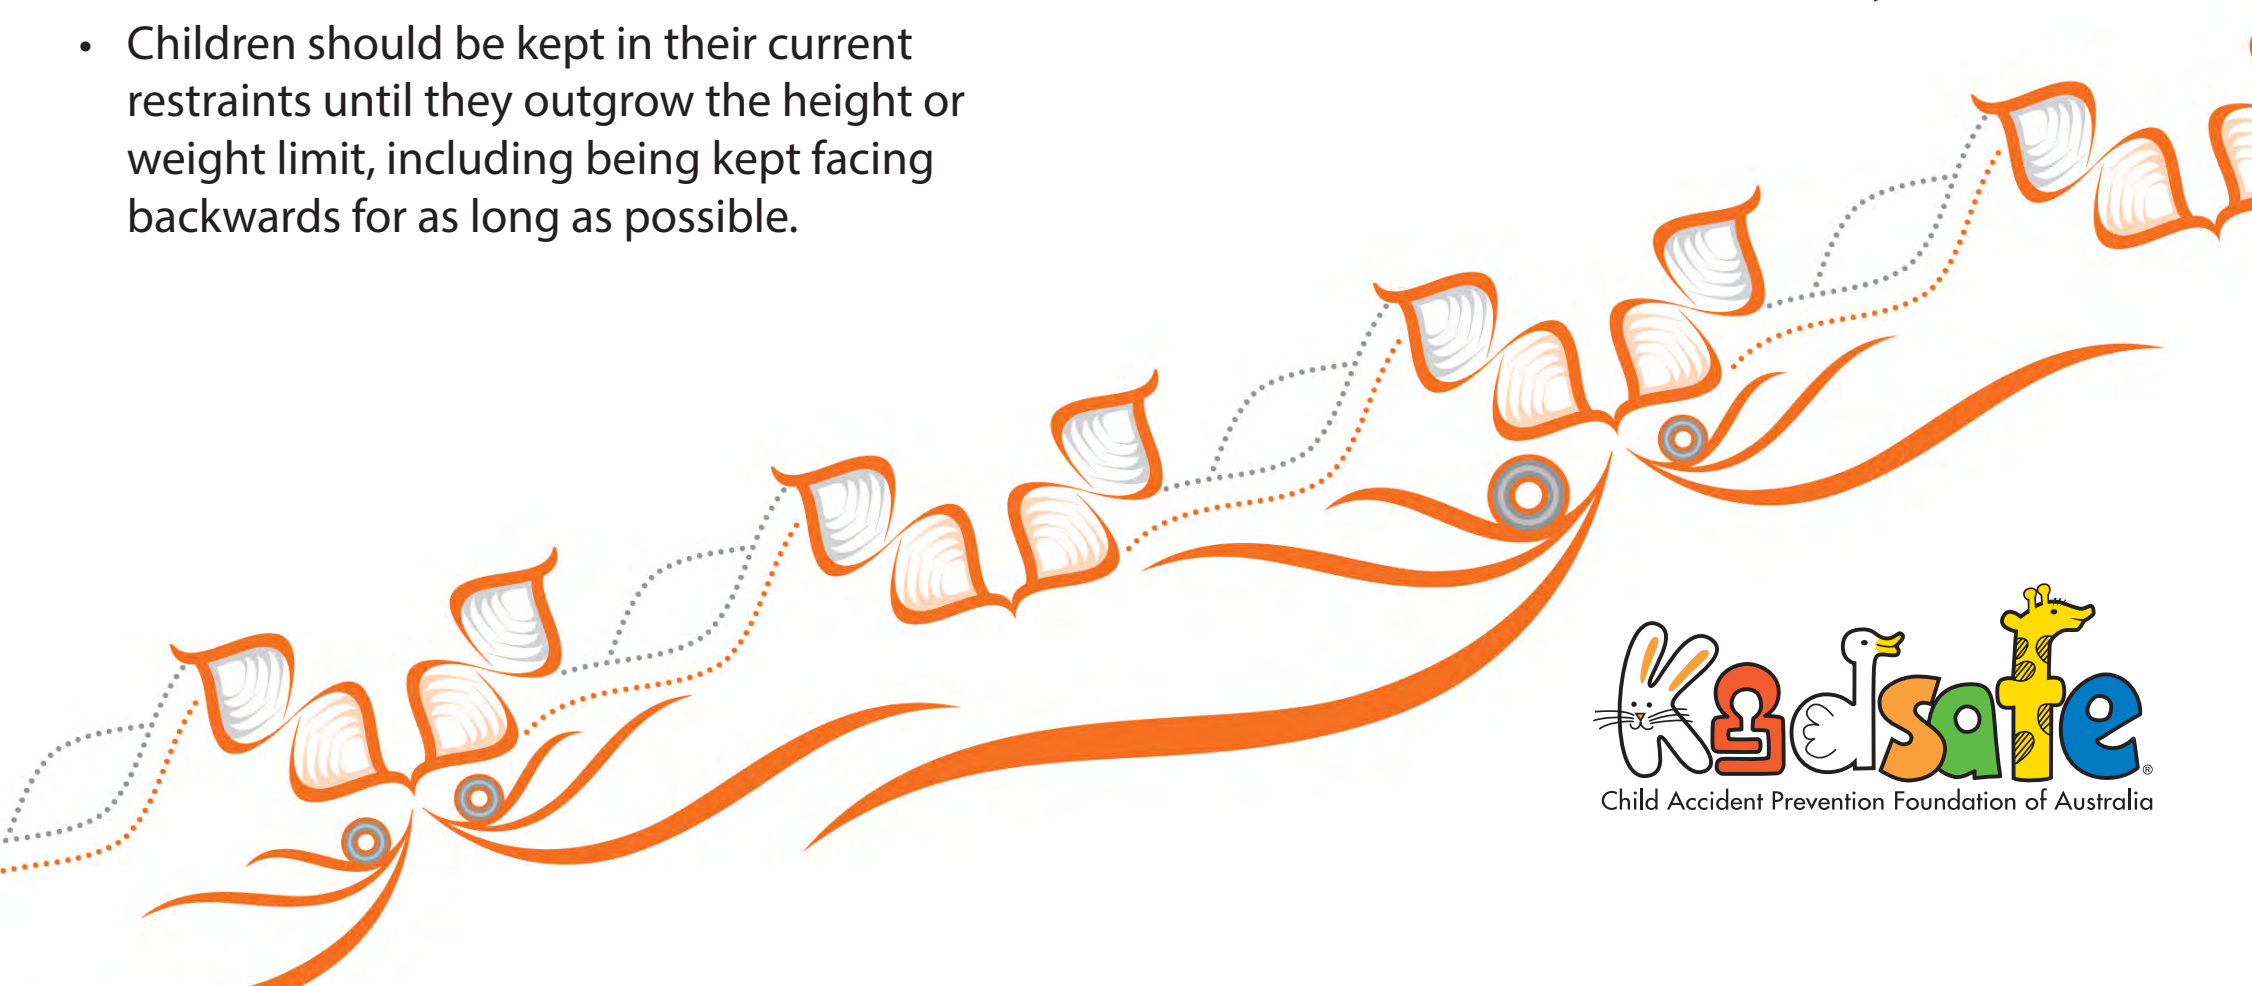 • Children should be kept in their current
restraints until they outgrow the height or
weight limit, including being kept facing
backwards for as long as possible.
Kidsafe®
Child Accident Prevention Foundation of Australia